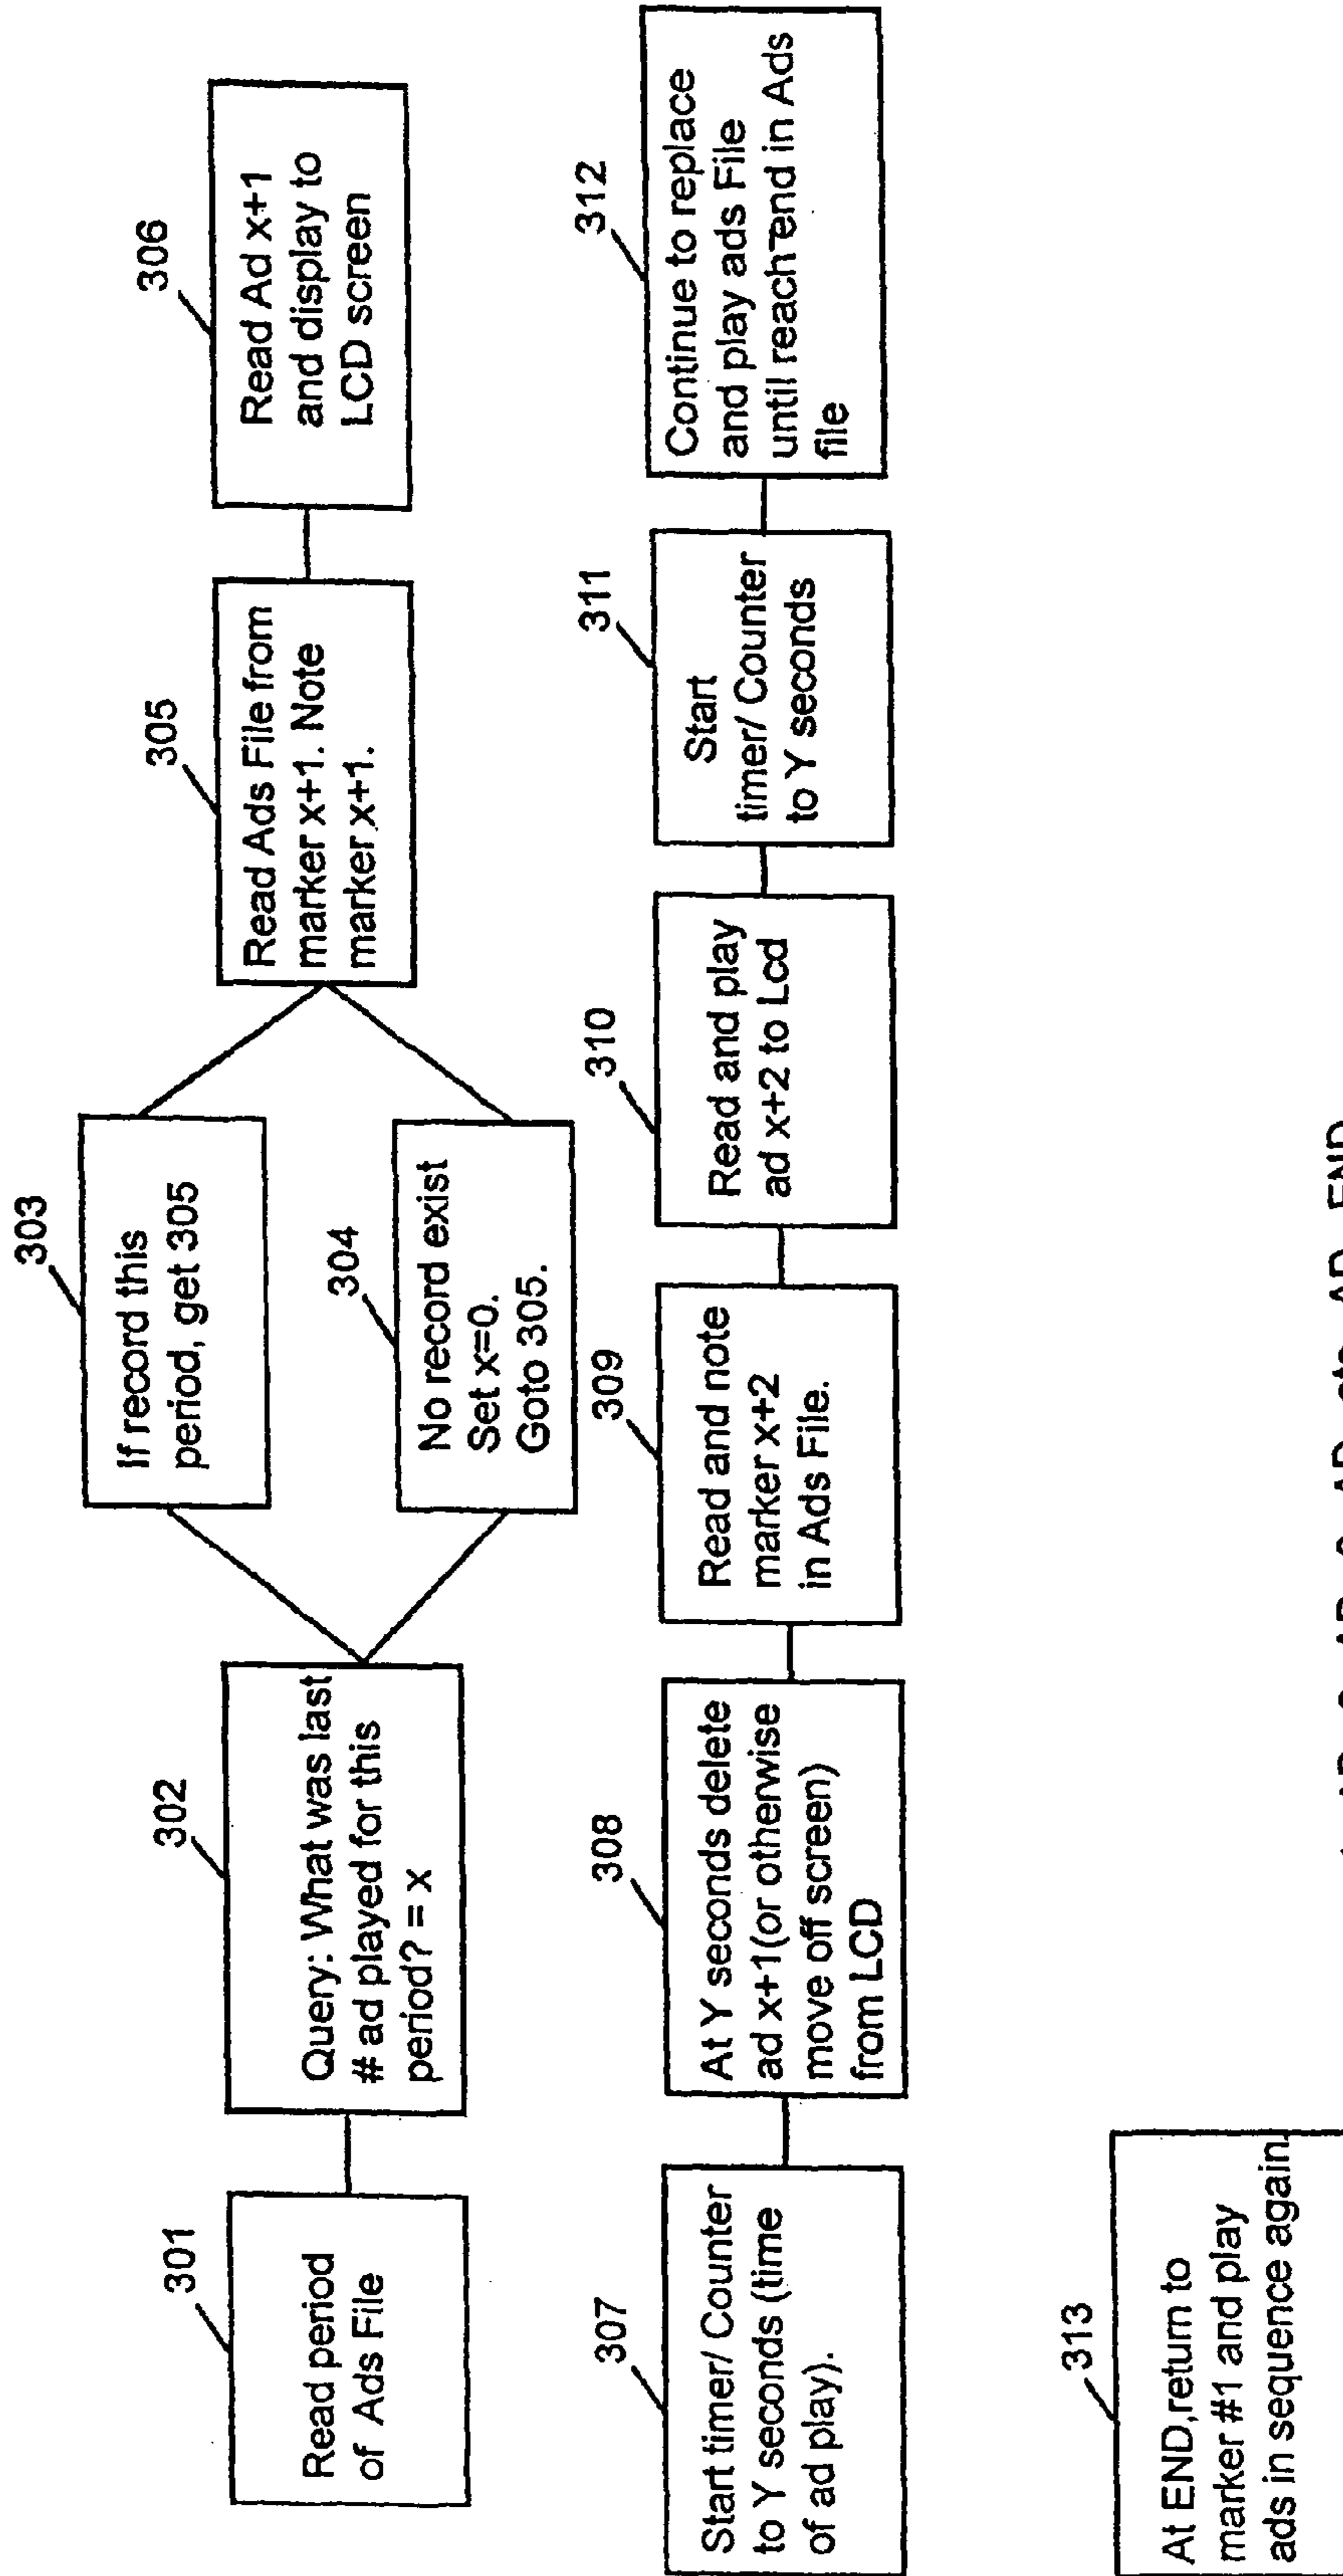 301
Read period
of Ads File
302
Query: What was last
# ad played for this
period? = x
303
If record this
period, get 305
304
No record exist
Set x=0.
Goto 305.
305
Read Ads File from
marker x+1. Note
marker x+1.
306
Read Ad x+1
and display to
LCD screen
307
Start timer/ Counter
to Y seconds (time
of ad play).
308
At Y seconds delete
ad x+1(or otherwise
move off screen)
from LCD
309
Read and note
marker x+2
in Ads File.
310
Read and play
ad x+2 to Lcd
311
Start
timer/ Counter
to Y seconds
312
Continue to replace
and play ads File
until reach end in Ads
file
313
At END,return to
marker #1 and play
ads in sequence again.